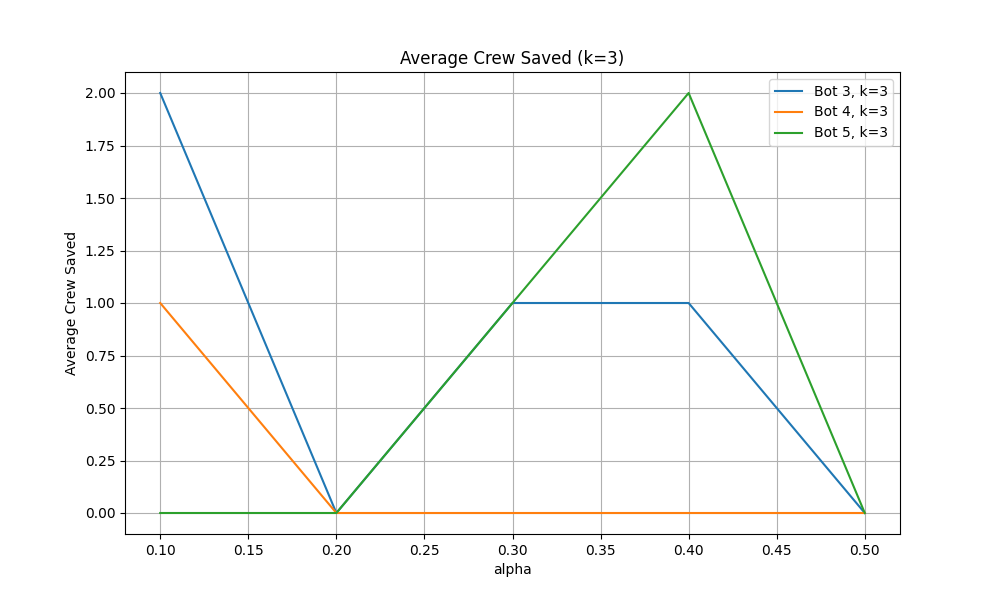 Average Crew Saved (k=3)
Bot 3, k=3
Bot 4, k=3
Bot 5, k=3
Average Crew Saved
2.00
1.75
1.50
1.25
1.00
0.75
0.50
0.25
0.00
0.10 0.15 0.20 0.25 0.30 0.35 0.40 0.45 0.50
alpha